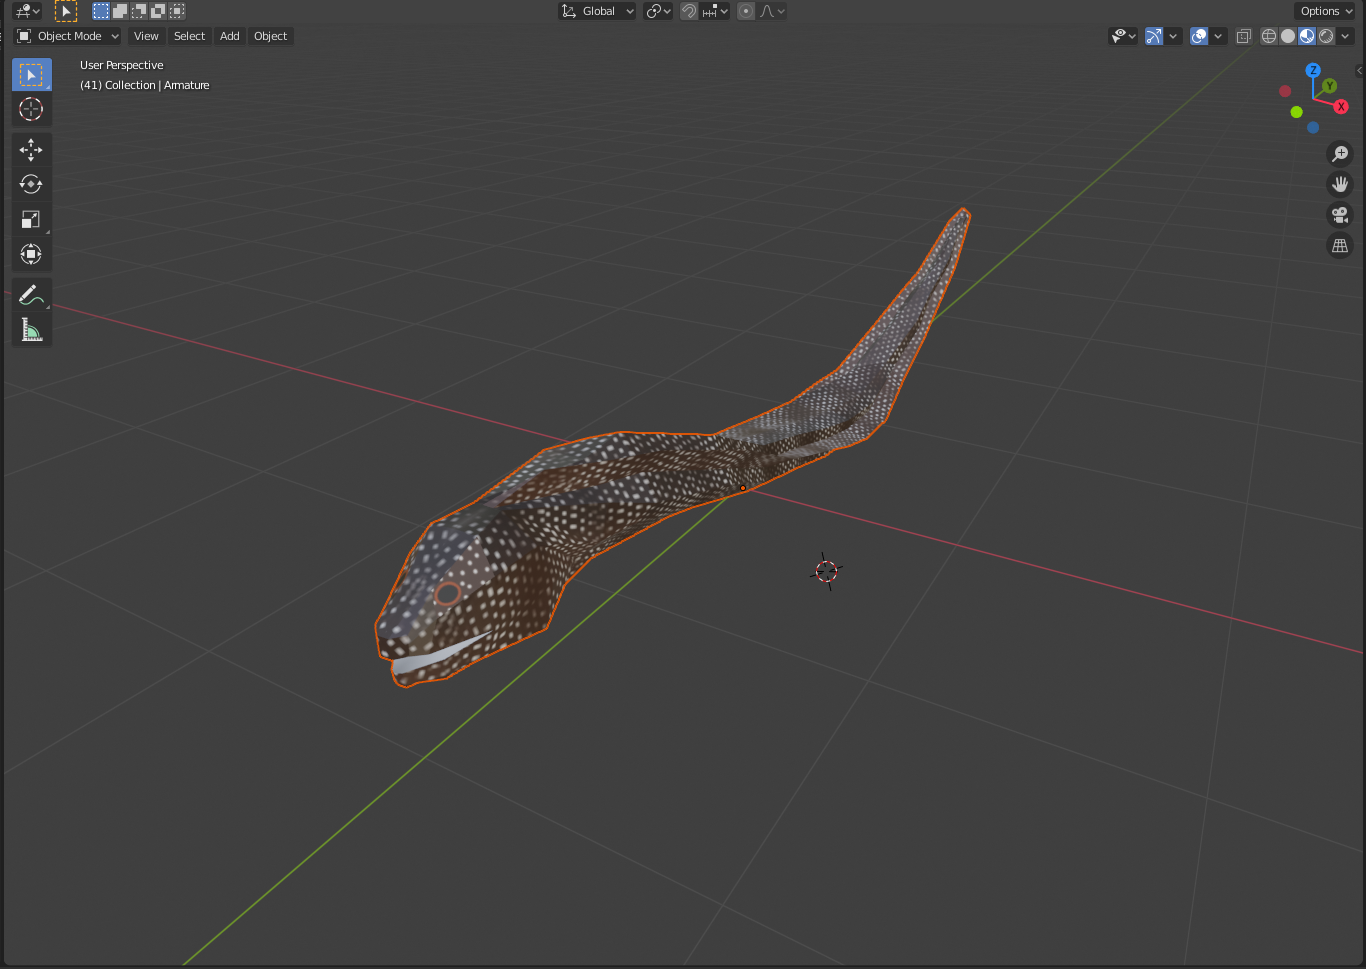 Global
Options
Object Mode View Select Add Object
User Perspective
(41) Collection | Armature
Z
Y
X